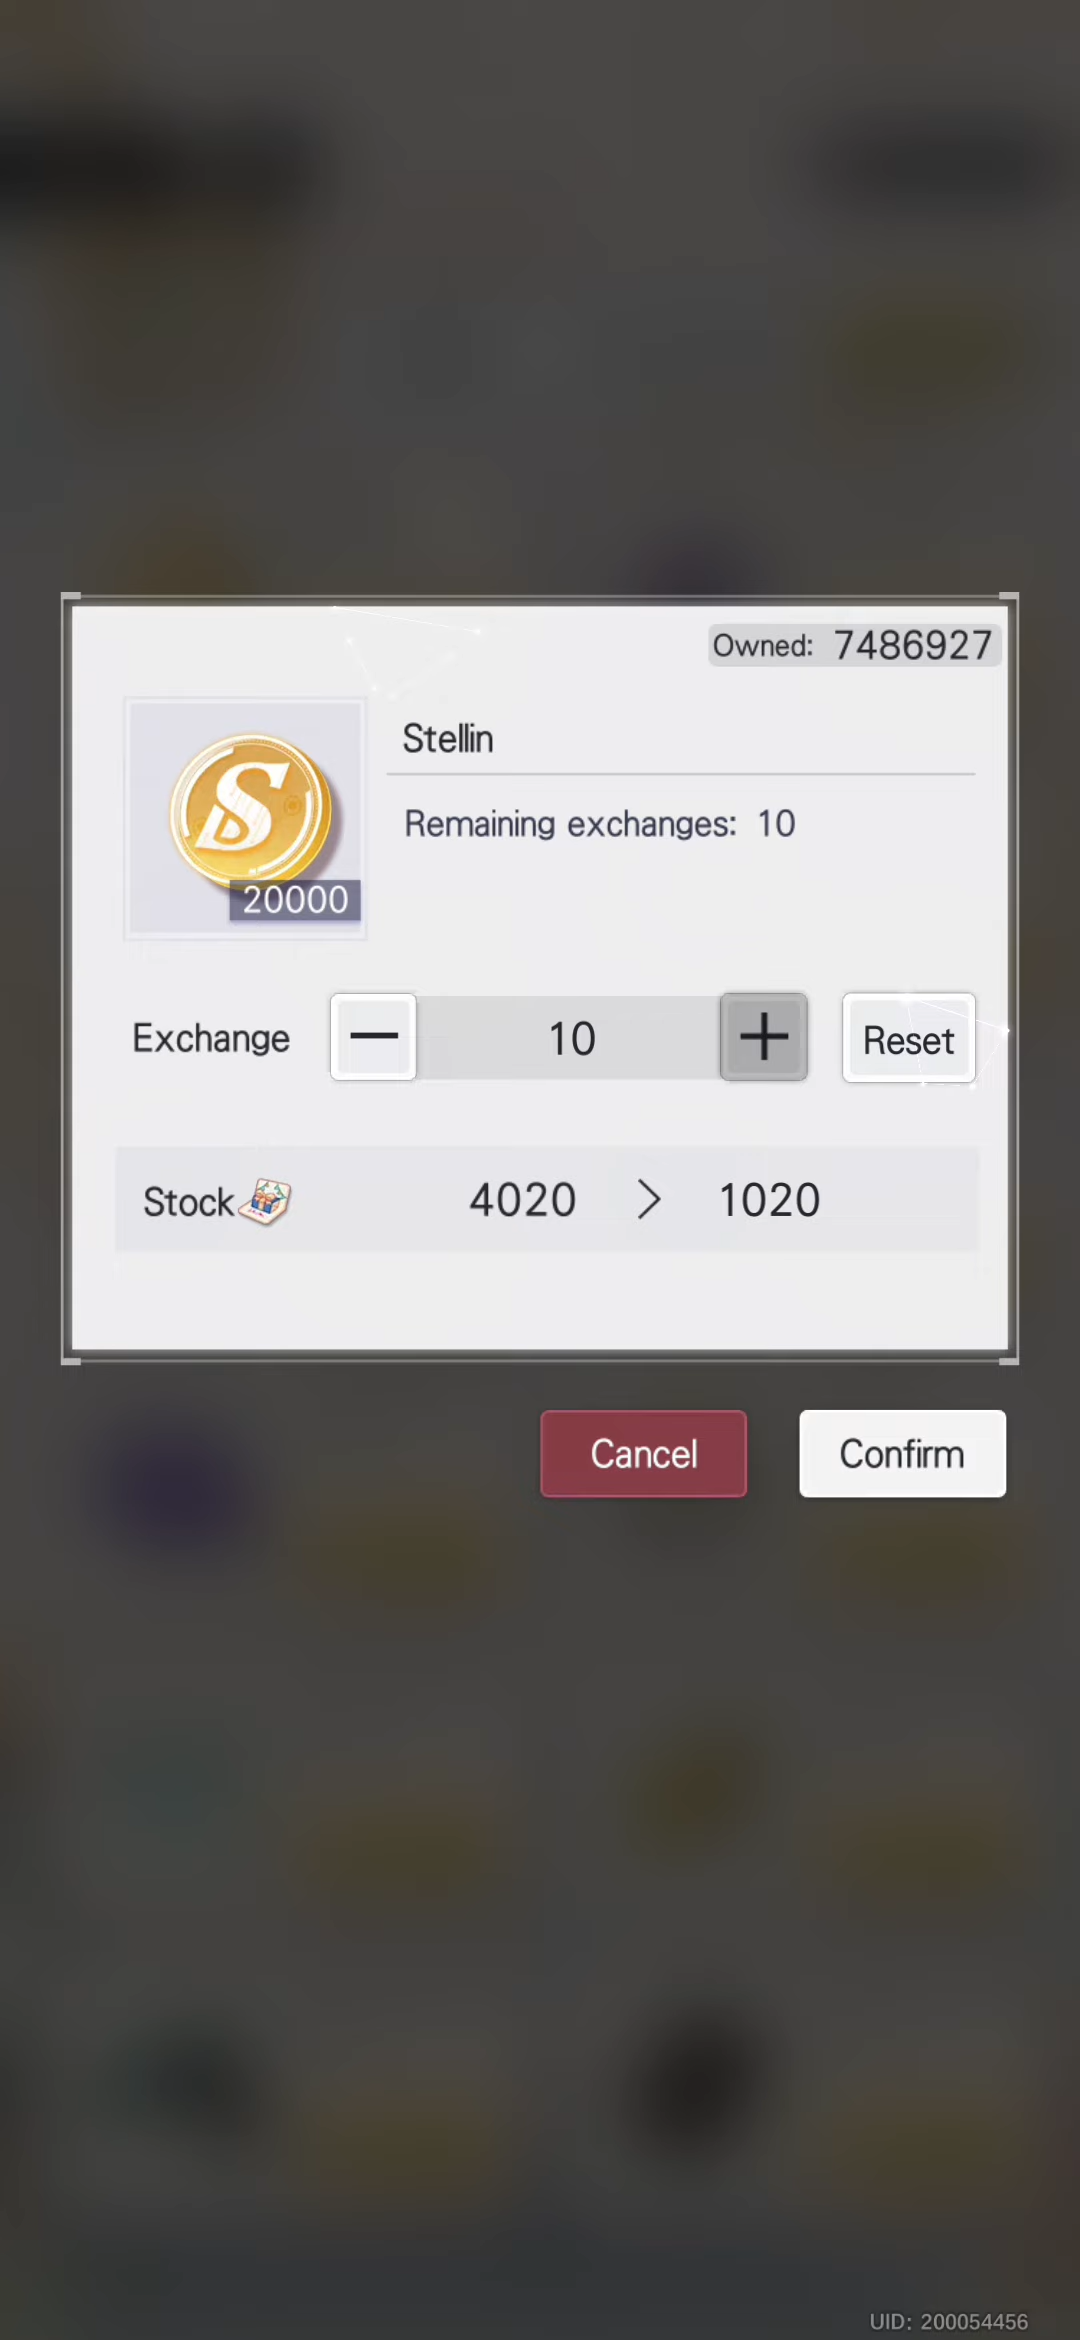 Owned: 7486927
Stellin
Remaining exchanges: 10
20000
Exchange — 10 + Reset
Stock 4020 > 1020
Cancel Confirm
UID: 200054456